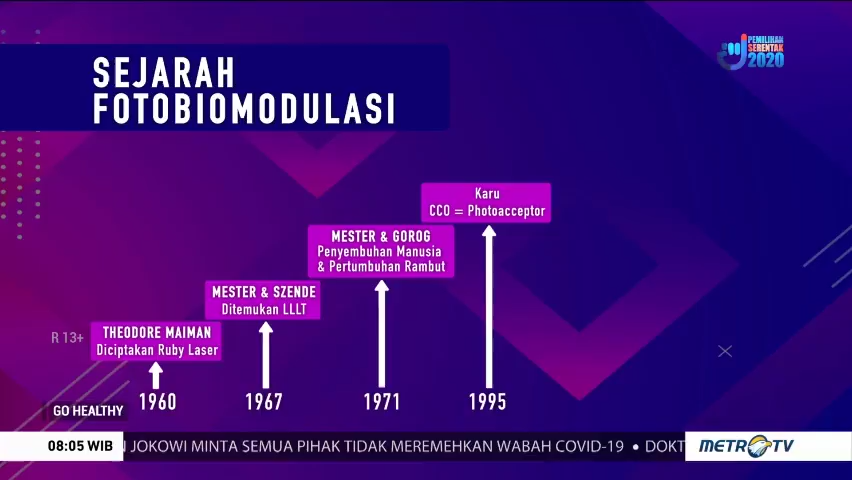 SEJARAH
FOTOBIOMODULASI
PEMILIHAN
SERENTAK
2020
Karu
CCO = Photoacceptor
MESTER & GOROG
Penyembuhan Manusia
& Pertumbuhan Rambut
MESTER & SZENDE
Ditemukan LLLT
THEODORE MAIMAN
Diciptakan Ruby Laser
R 13+
1960 1967 1971 1995
GO HEALTHY
08:05 WIB JOKOWI MINTA SEMUA PIHAK TIDAK MEREMEHKAN WABAH COVID-19 • DOKT METRO TV